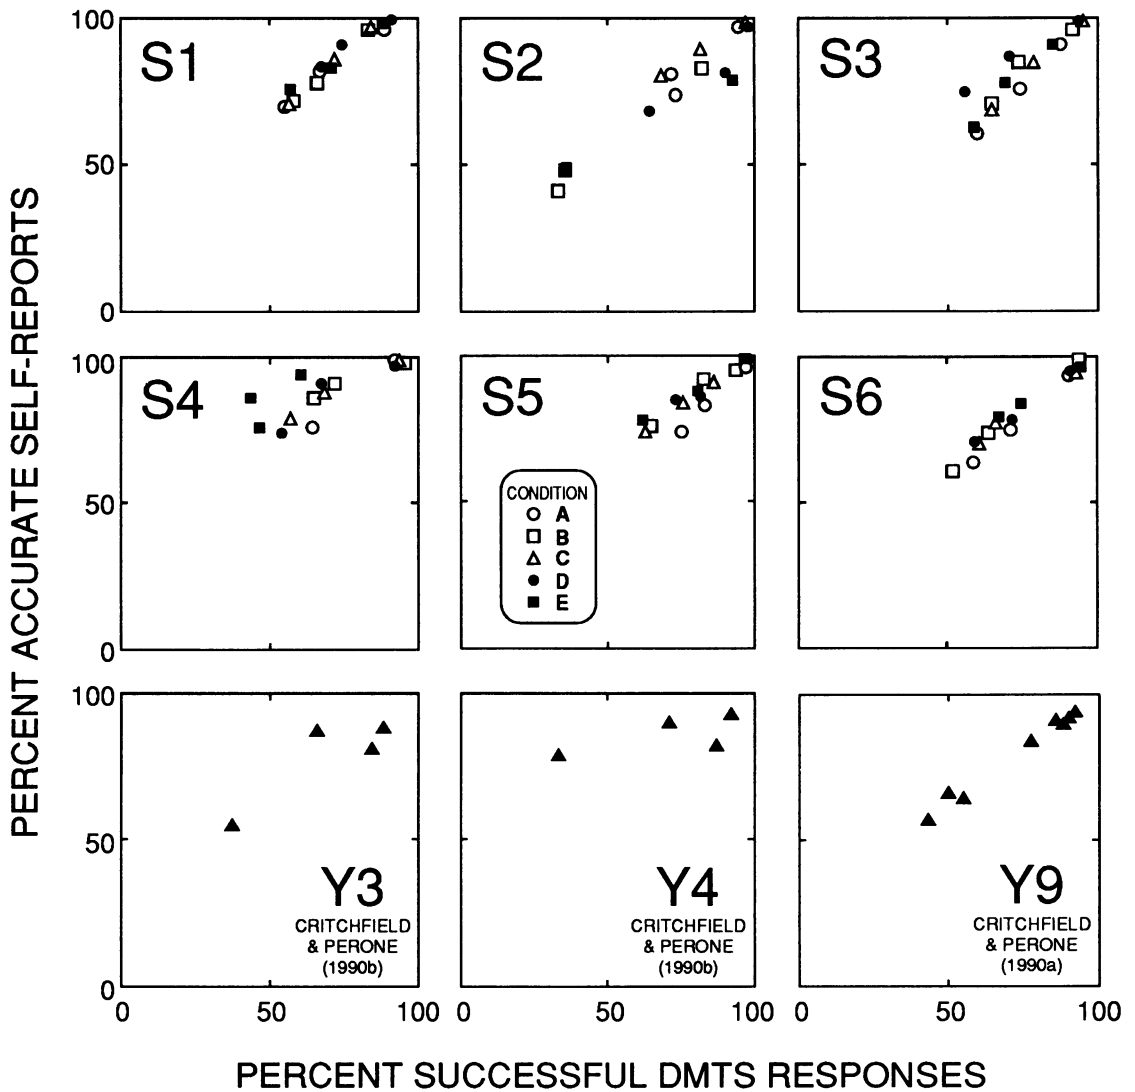 PERCENT ACCURATE SELF-REPORTS
100
50
0
S1
S2
S3
100
50
0
S4
S5
S6
CONDITION
A
B
C
D
E
100
50
0
Y3
CRITCHFIELD
& PERONE
(1990b)
Y4
CRITCHFIELD
& PERONE
(1990b)
Y9
CRITCHFIELD
& PERONE
(1990a)
0 50 100
0 50 100
0 50 100
PERCENT SUCCESSFUL DMTS RESPONSES